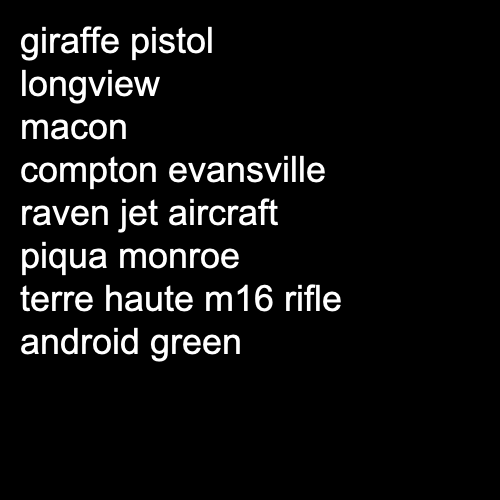 giraffe pistol
longview
macon
compton evansville
raven jet aircraft
piqua monroe
terre haute m16 rifle
android green